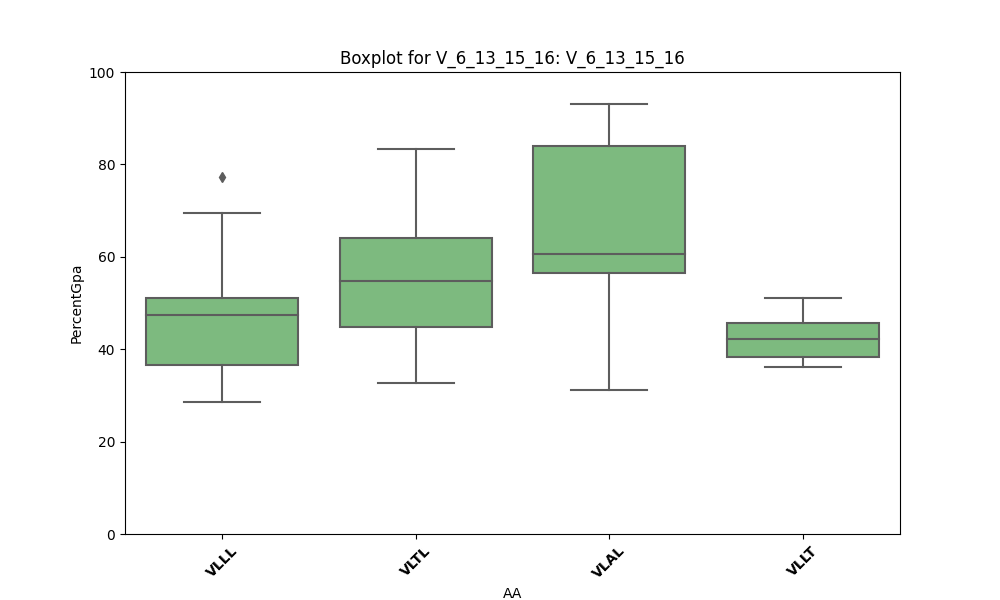 Boxplot for V_6_13_15_16: V_6_13_15_16
100
80
60
40
20
0
PercentGpa
VLLL
VLTL
VLAL
VLLT
AA